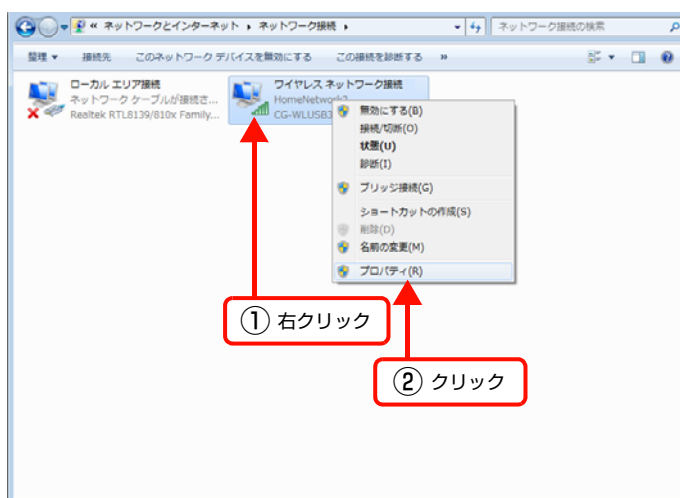 « ネットワークとインターネット ▸ ネットワーク接続 ▸
ネットワーク接続の検索
整理 ▼ 接続先 このネットワーク デバイスを無効にする この接続を診断する »
ローカル エリア接続
ネットワーク ケーブルが接続さ...
Realtek RTL8139/810x Family...
ワイヤレス ネットワーク接続
HomeNetwork2
CG-WLUSB3
無効にする(B)
接続/切断(O)
状態(U)
診断(I)
ブリッジ接続(G)
ショートカットの作成(S)
削除(D)
名前の変更(M)
プロパティ(R)
① 右クリック
② クリック